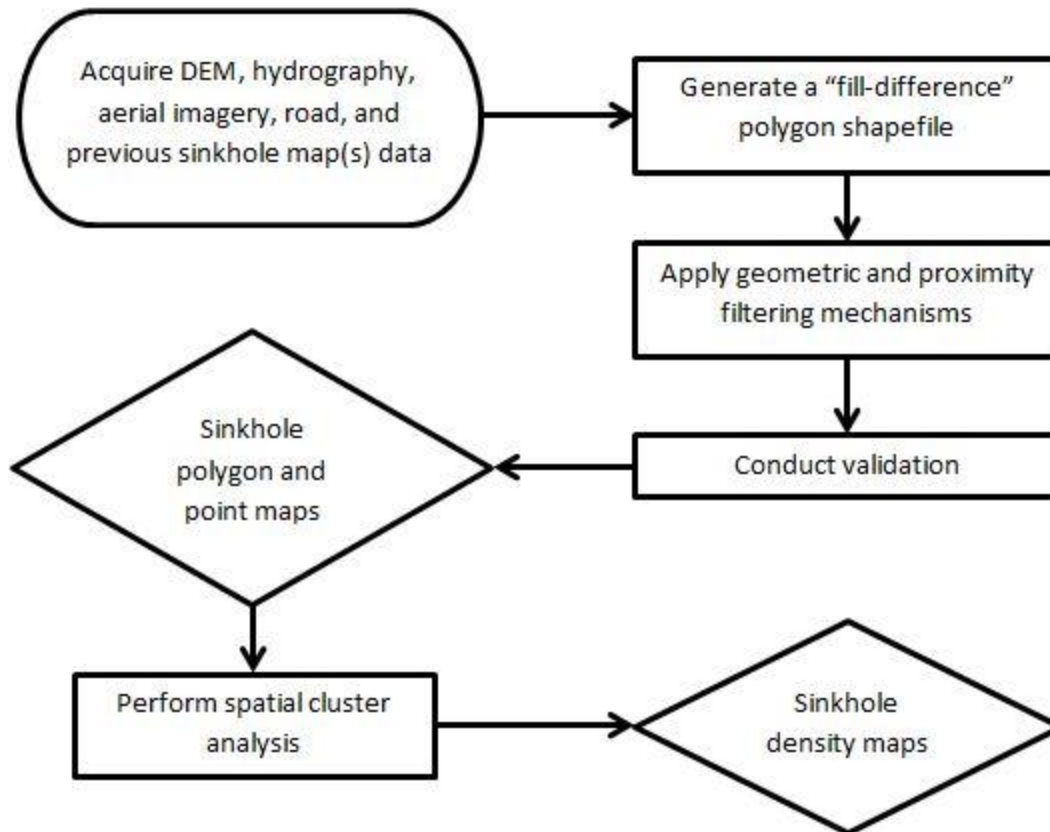 Acquire DEM, hydrography,
aerial imagery, road, and
previous sinkhole map(s) data
Generate a “fill-difference”
polygon shapefile
Apply geometric and proximity
filtering mechanisms
Conduct validation
Sinkhole
polygon and
point maps
Perform spatial cluster
analysis
Sinkhole
density maps